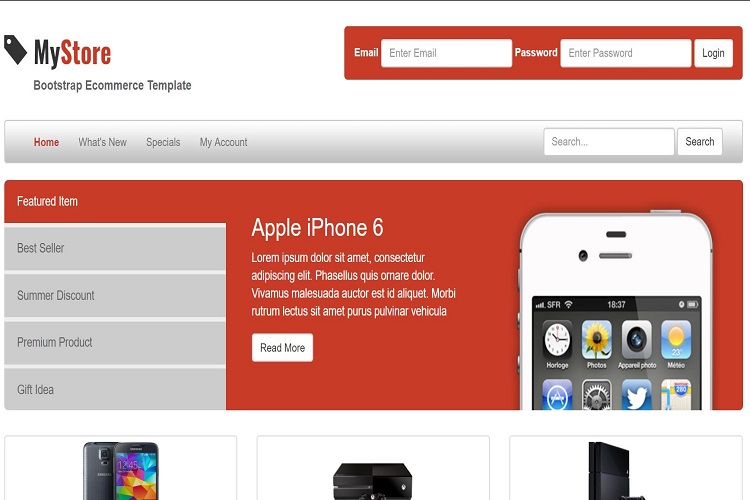 MyStore
Bootstrap Ecommerce Template
Email Enter Email Password Enter Password Login
Home What's New Specials My Account Search... Search
Featured Item
Best Seller
Summer Discount
Premium Product
Gift Idea
Apple iPhone 6
Lorem ipsum dolor sit amet, consectetur
adipiscing elit. Phasellus quis ornare dolor.
Vivamus malesuada auctor est id aliquet. Morbi
rutrum lectus sit amet purus pulvinar vehicula
Read More
SFR 18:37
Horloge Photos Appareil photo Météo
23°
280